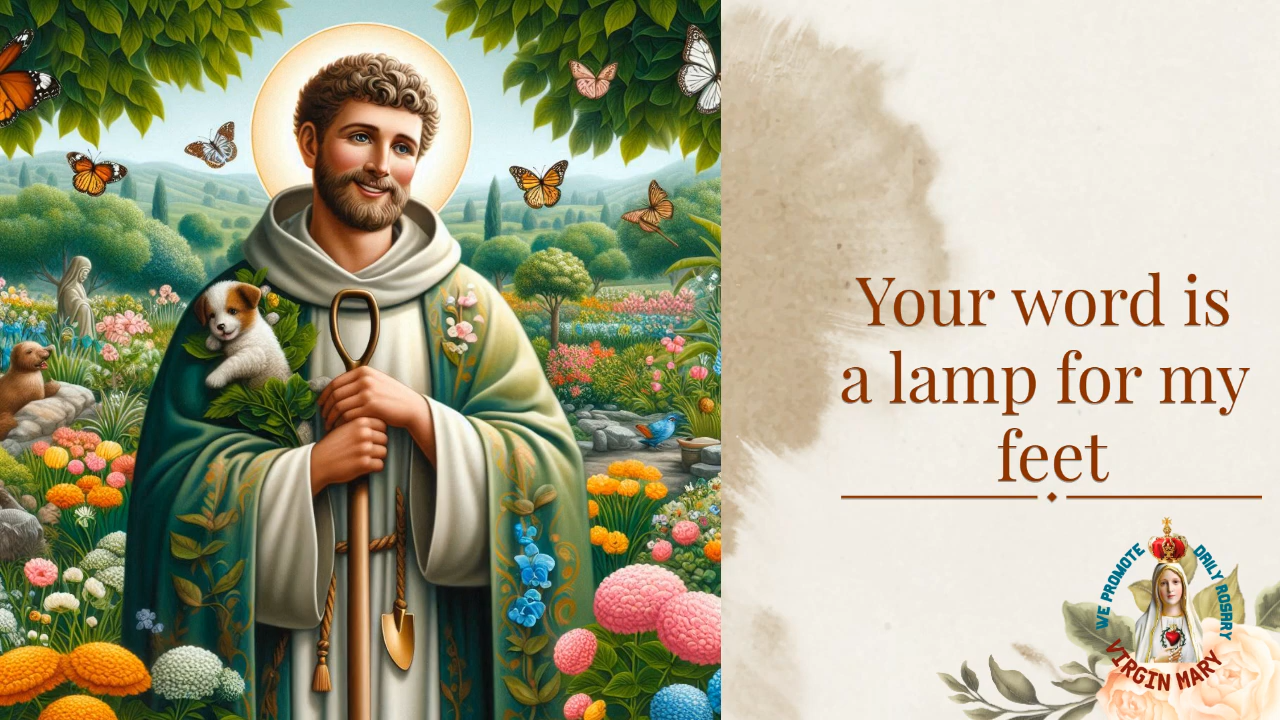 Your word is
a lamp for my
feet
WE PROMOTE
DAILY ROSARY
VIRGIN MARY